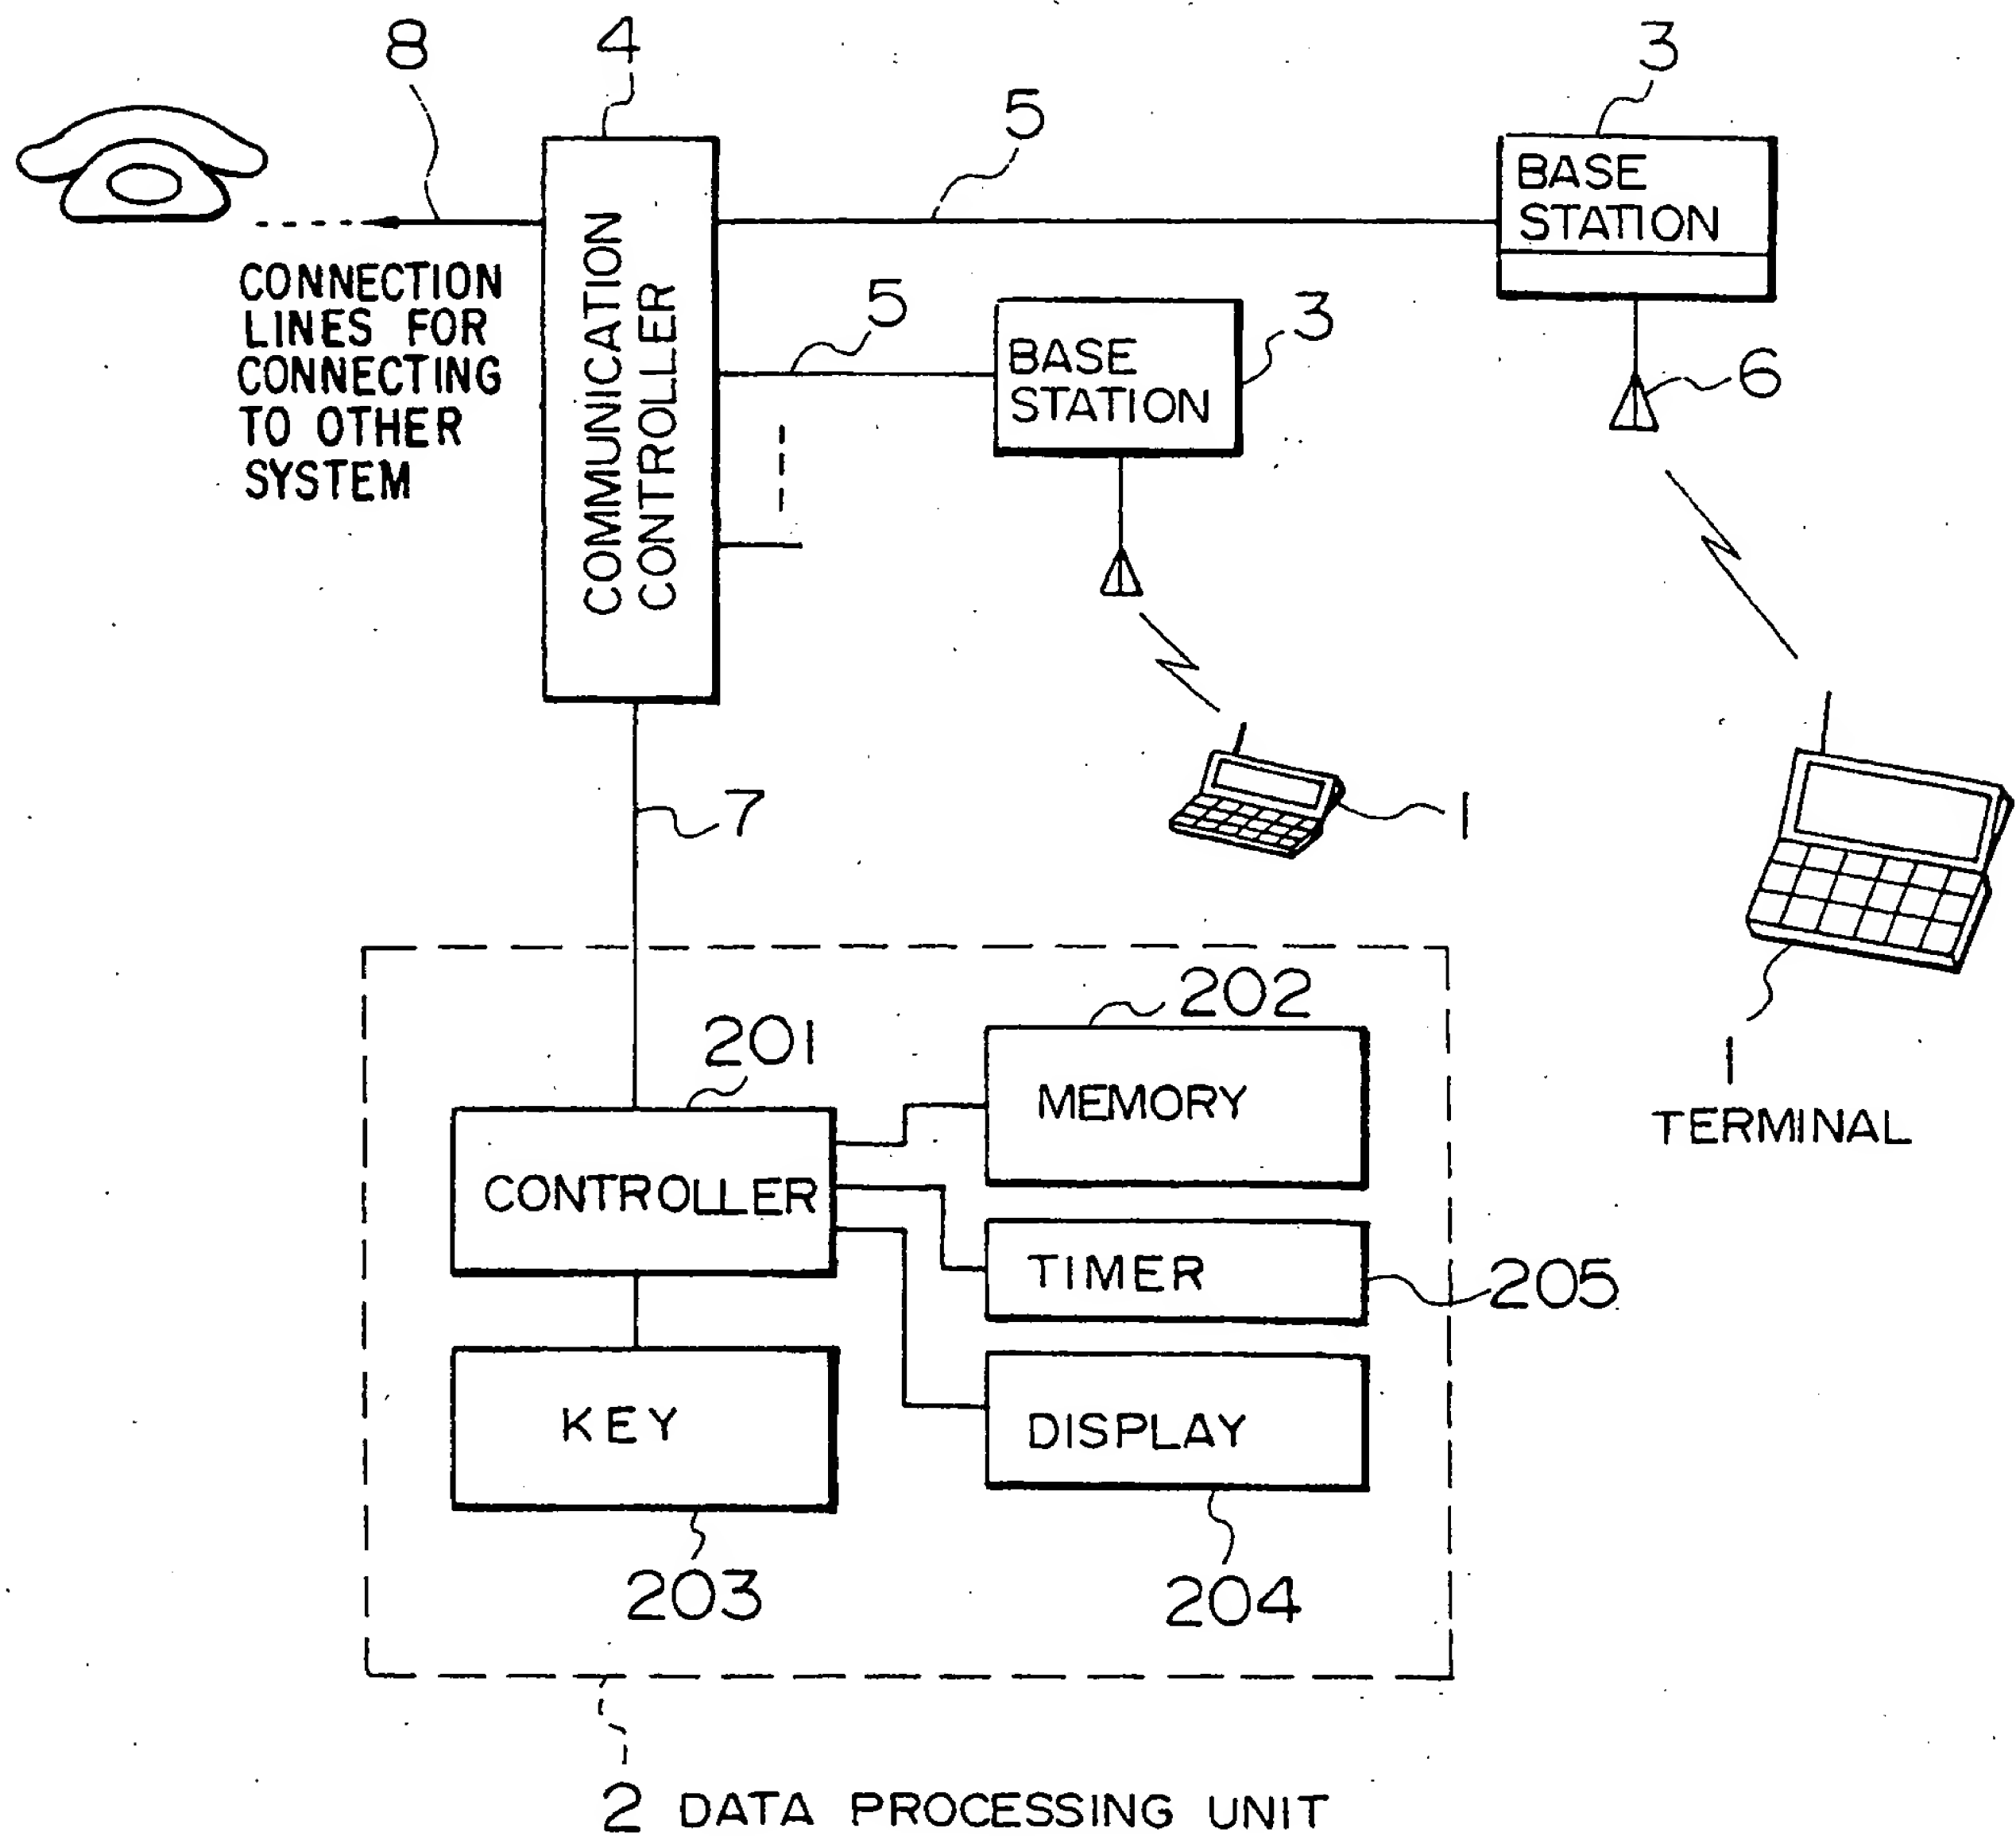 8
4
3
5
BASE
STATION
CONNECTION
LINES FOR
CONNECTING
TO OTHER
SYSTEM
COMMUNICATION
CONTROLLER
5
3
BASE
STATION
6
7
1
202
201
MEMORY
1
TERMINAL
CONTROLLER
TIMER
205
KEY
DISPLAY
203
204
2 DATA PROCESSING UNIT